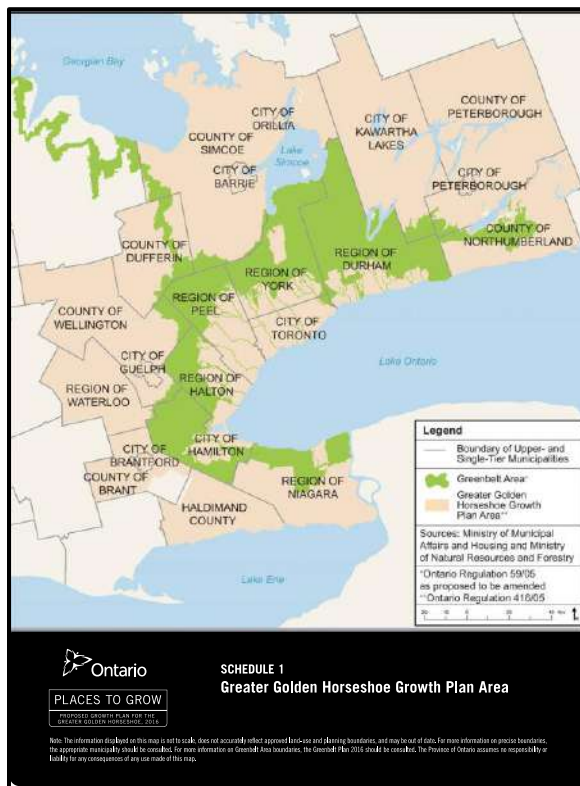 Georgian Bay
CITY OF
ORILLIA
COUNTY OF
SIMCOE
Lake
Simcoe
CITY OF
BARRIE
CITY OF
KAWARTHA
LAKES
COUNTY OF
PETERBOROUGH
CITY OF
PETERBOROUGH
COUNTY OF
NORTHUMBERLAND
COUNTY OF
DUFFERIN
REGION OF
YORK
REGION OF
DURHAM
REGION OF
PEEL
CITY OF
TORONTO
COUNTY OF
WELLINGTON
CITY OF
GUELPH
REGION OF
WATERLOO
REGION OF
HALTON
Lake Ontario
CITY OF
HAMILTON
CITY OF
BRANTFORD
COUNTY OF
BRANT
REGION OF
NIAGARA
HALDIMAND
COUNTY
Lake Erie
Legend
Boundary of Upper- and
Single-Tier Municipalities
Greenbelt Area*
Greater Golden
Horseshoe Growth
Plan Area**
Sources: Ministry of Municipal
Affairs and Housing and Ministry
of Natural Resources and Forestry
*Ontario Regulation 59/05
as proposed to be amended
**Ontario Regulation 416/05
Ontario
PLACES TO GROW
PROPOSED GROWTH PLAN FOR THE
GREATER GOLDEN HORSESHOE, 2016
SCHEDULE 1
Greater Golden Horseshoe Growth Plan Area
Note: The information displayed on this map is not to scale, does not accurately reflect approved land-use and planning boundaries, and may be out of date. For more information on precise boundaries,
the appropriate municipality should be consulted. For more information on Greenbelt Area boundaries, the Greenbelt Plan 2016 should be consulted. The Province of Ontario assumes no responsibility or
liability for any consequences of any use made of this map.